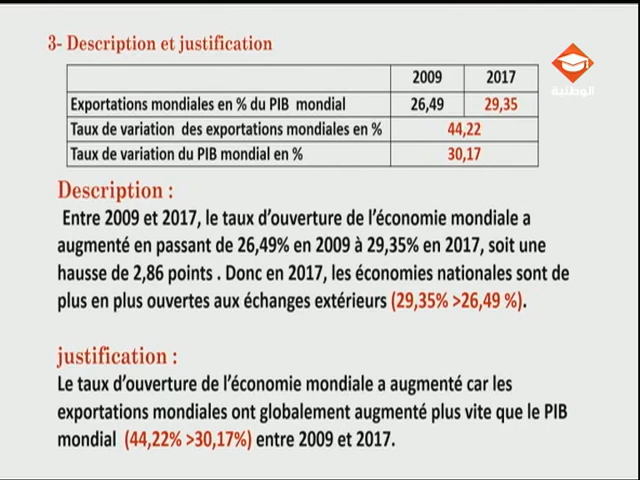 3- Description et justification
2009 2017
Exportations mondiales en % du PIB mondial 26,49 29,35
Taux de variation des exportations mondiales en % 44,22
Taux de variation du PIB mondial en % 30,17
الوطنية
Description :
Entre 2009 et 2017, le taux d'ouverture de l'économie mondiale a
augmenté en passant de 26,49% en 2009 à 29,35% en 2017, soit une
hausse de 2,86 points . Donc en 2017, les économies nationales sont de
plus en plus ouvertes aux échanges extérieurs (29,35% >26,49 %).
justification :
Le taux d'ouverture de l'économie mondiale a augmenté car les
exportations mondiales ont globalement augmenté plus vite que le PIB
mondial (44,22% >30,17%) entre 2009 et 2017.